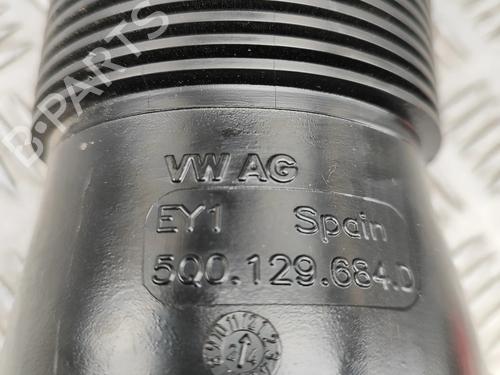 B-PARTS
VW AG
EY1 Spain
5Q0.129.684.D